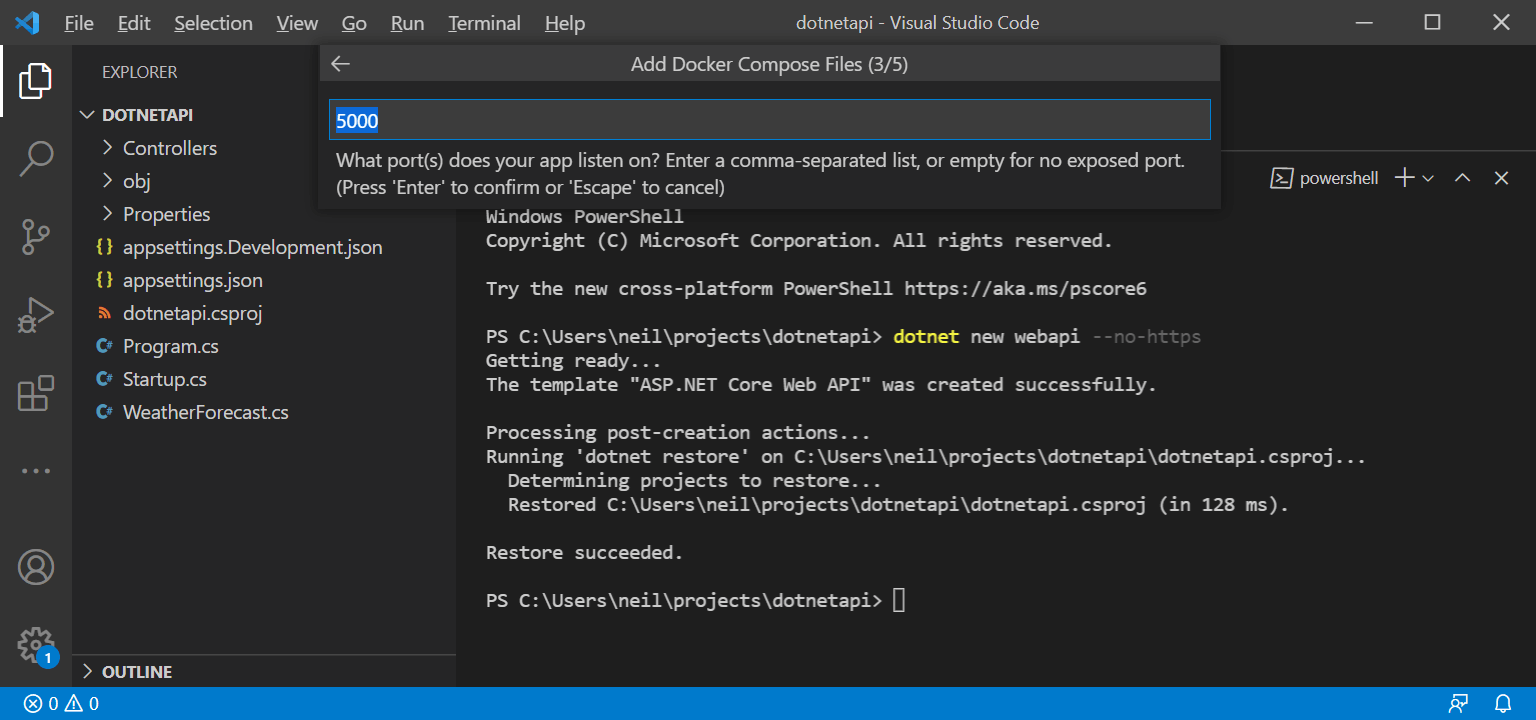 File Edit Selection View Go Run Terminal Help
dotnetapi - Visual Studio Code
Add Docker Compose Files (3/5)
5000
What port(s) does your app listen on? Enter a comma-separated list, or empty for no exposed port.
(Press 'Enter' to confirm or 'Escape' to cancel)
EXPLORER
DOTNETAPI
Controllers
obj
Properties
{} appsettings.Development.json
{} appsettings.json
dotnetapi.csproj
C# Program.cs
C# Startup.cs
C# WeatherForecast.cs
OUTLINE
powershell
Windows PowerShell
Copyright (C) Microsoft Corporation. All rights reserved.
Try the new cross-platform PowerShell https://aka.ms/pscore6
PS C:\Users\neil\projects\dotnetapi> dotnet new webapi --no-https
Getting ready...
The template "ASP.NET Core Web API" was created successfully.
Processing post-creation actions...
Running 'dotnet restore' on C:\Users\neil\projects\dotnetapi\dotnetapi.csproj...
Determining projects to restore...
Restored C:\Users\neil\projects\dotnetapi\dotnetapi.csproj (in 128 ms).
Restore succeeded.
PS C:\Users\neil\projects\dotnetapi>
1
0 0